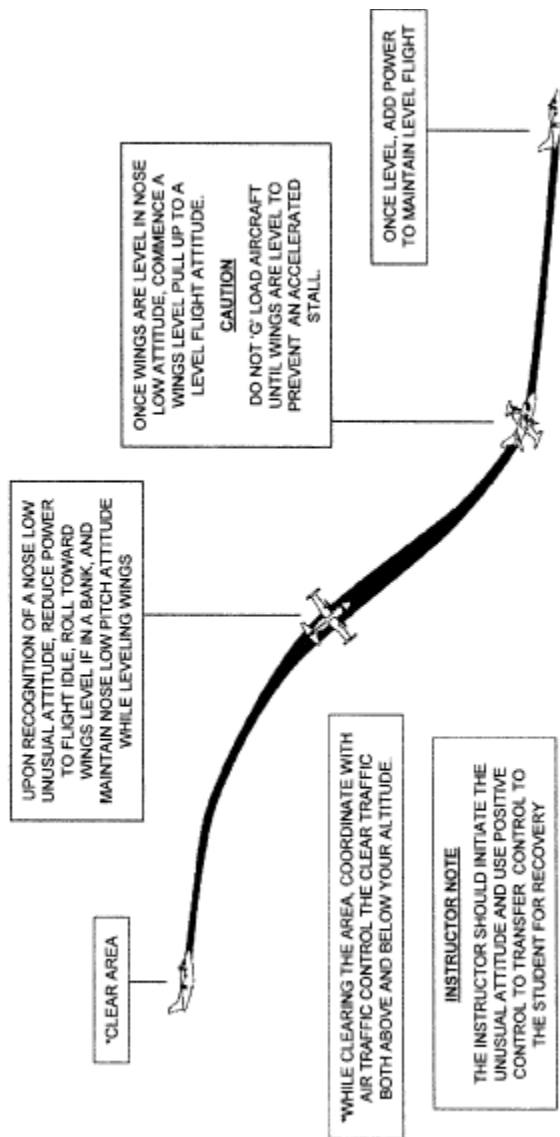 *CLEAR AREA
UPON RECOGNITION OF A NOSE LOW
UNUSUAL ATTITUDE, REDUCE POWER
TO FLIGHT IDLE, ROLL TOWARD
WINGS LEVEL IF IN A BANK, AND
MAINTAIN NOSE LOW PITCH ATTITUDE
WHILE LEVELING WINGS
ONCE WINGS ARE LEVEL IN NOSE
LOW ATTITUDE, COMMENCE A
WINGS LEVEL PULL UP TO A
LEVEL FLIGHT ATTITUDE.
CAUTION
DO NOT 'G' LOAD AIRCRAFT
UNTIL WINGS ARE LEVEL TO
PREVENT AN ACCELERATED
STALL.
ONCE LEVEL, ADD POWER
TO MAINTAIN LEVEL FLIGHT
*WHILE CLEARING THE AREA, COORDINATE WITH
AIR TRAFFIC CONTROL THE CLEAR TRAFFIC
BOTH ABOVE AND BELOW YOUR ALTITUDE.
INSTRUCTOR NOTE
THE INSTRUCTOR SHOULD INITIATE THE
UNUSUAL ATTITUDE AND USE POSITIVE
CONTROL TO TRANSFER CONTROL TO
THE STUDENT FOR RECOVERY